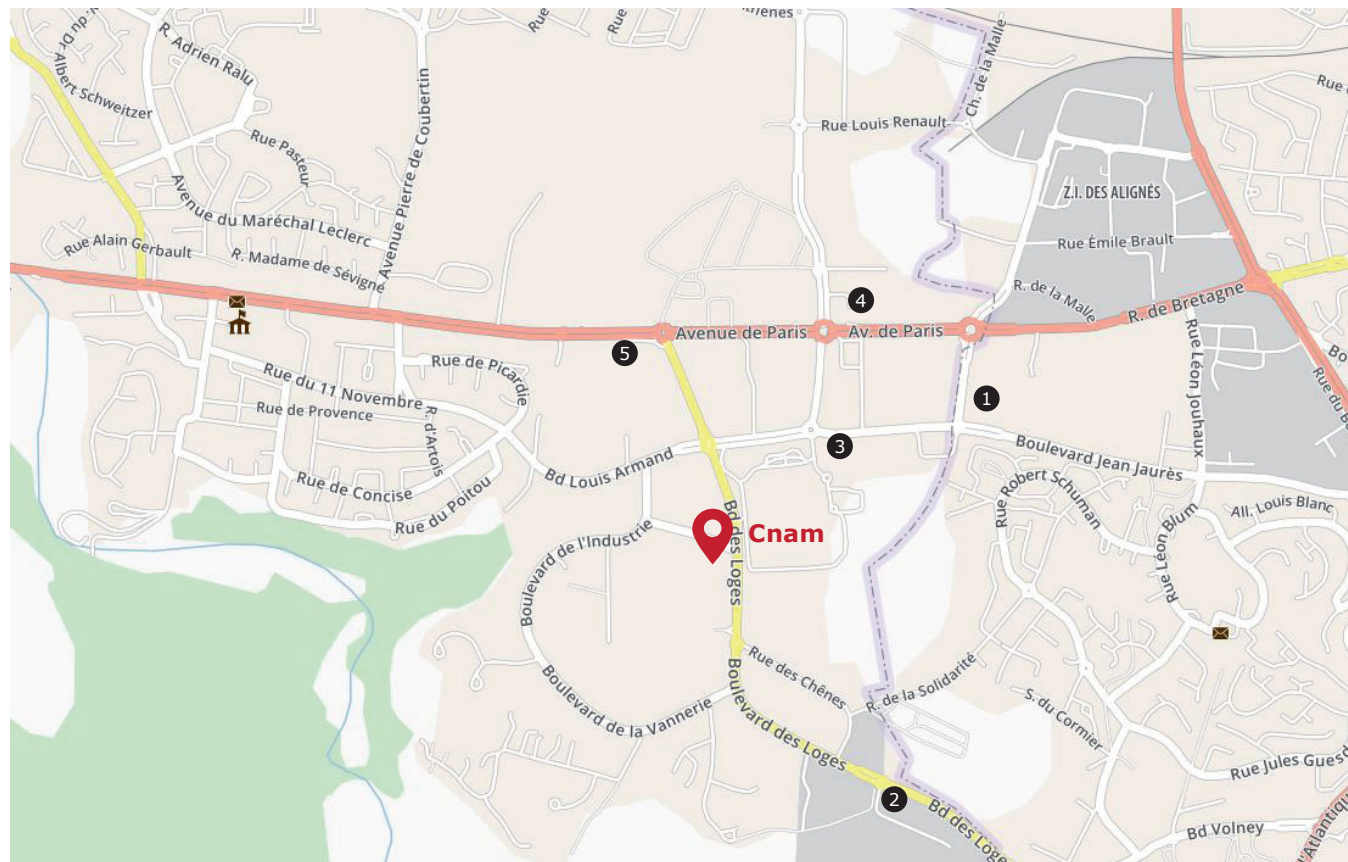 R. Adrien Ralu
Albert Schweitzer
Rue Pasteur
Avenue Pierre de Coubertin
Avenue du Maréchal Leclerc
Rue Alain Gerbault
R. Madame de Sévigné
Rue Louis Renault
Ch. de la Malle
Z.I. DES ALIGNÉS
Rue Émile Brault
R. de la Malle
R. de Bretagne
4
Avenue de Paris
Av. de Paris
5
Rue de Picardie
Rue du 11 Novembre
Rue de Provence
R. d'Artois
1
Rue Léon Jouhaux
3
Boulevard Jean Jaurès
Bd Louis Armand
Rue de Concise
Rue du Poitou
Rue Robert Schuman
All. Louis Blanc
Rue Léon Blum
Boulevard de l'Industrie
Bd des Loges
Cnam
Rue des Chênes
R. de la Solidarité
Boulevard de la Vannerie
Boulevard des Loges
S. du Cormier
Rue Jules Guesd
2
Bd des Loges
Bd Volney
l'Atlantique